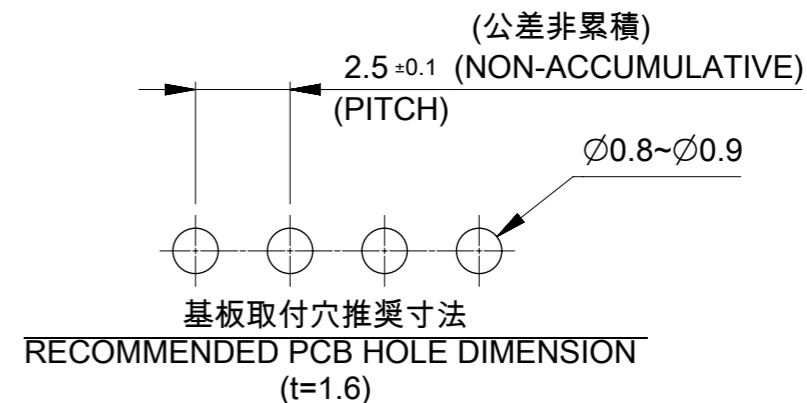 (公差非累積)
2.5 ±0.1 (NON-ACCUMULATIVE)
(PITCH)
∅0.8~∅0.9
基板取付穴推奨寸法
RECOMMENDED PCB HOLE DIMENSION
(t=1.6)